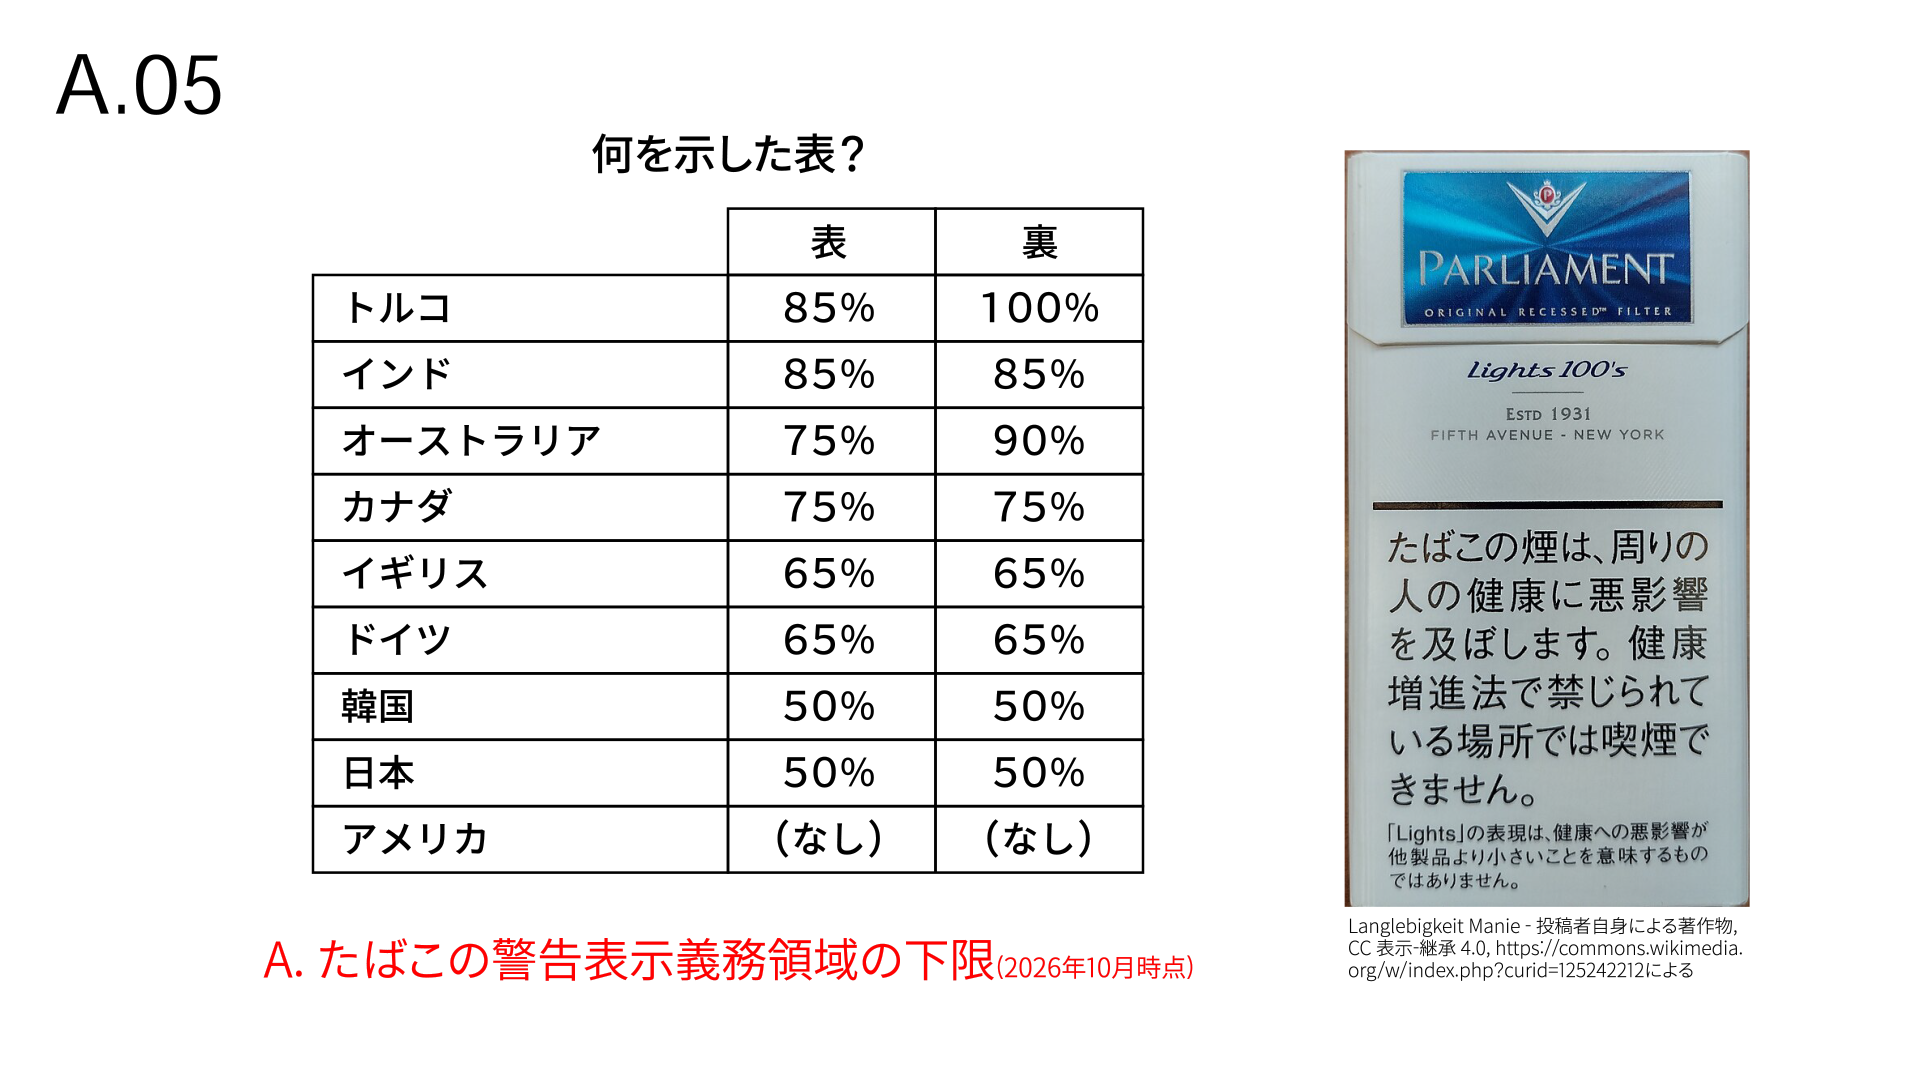 A.05
何を示した表？
表 裏
トルコ 85% 100%
インド 85% 85%
オーストラリア 75% 90%
カナダ 75% 75%
イギリス 65% 65%
ドイツ 65% 65%
韓国 50% 50%
日本 50% 50%
アメリカ （なし） （なし）
A. たばこの警告表示義務領域の下限(2026年10月時点)
P
PARLIAMENT
ORIGINAL RECESSED™ FILTER
Lights 100's
ESTD 1931
FIFTH AVENUE - NEW YORK
たばこの煙は、周りの
人の健康に悪影響
を及ぼします。健康
増進法で禁じられて
いる場所では喫煙で
きません。
「Lights」の表現は、健康への悪影響が
他製品より小さいことを意味するもの
ではありません。
Langlebigkeit Manie - 投稿者自身による著作物,
CC 表示-継承 4.0, https://commons.wikimedia.
org/w/index.php?curid=125242212による